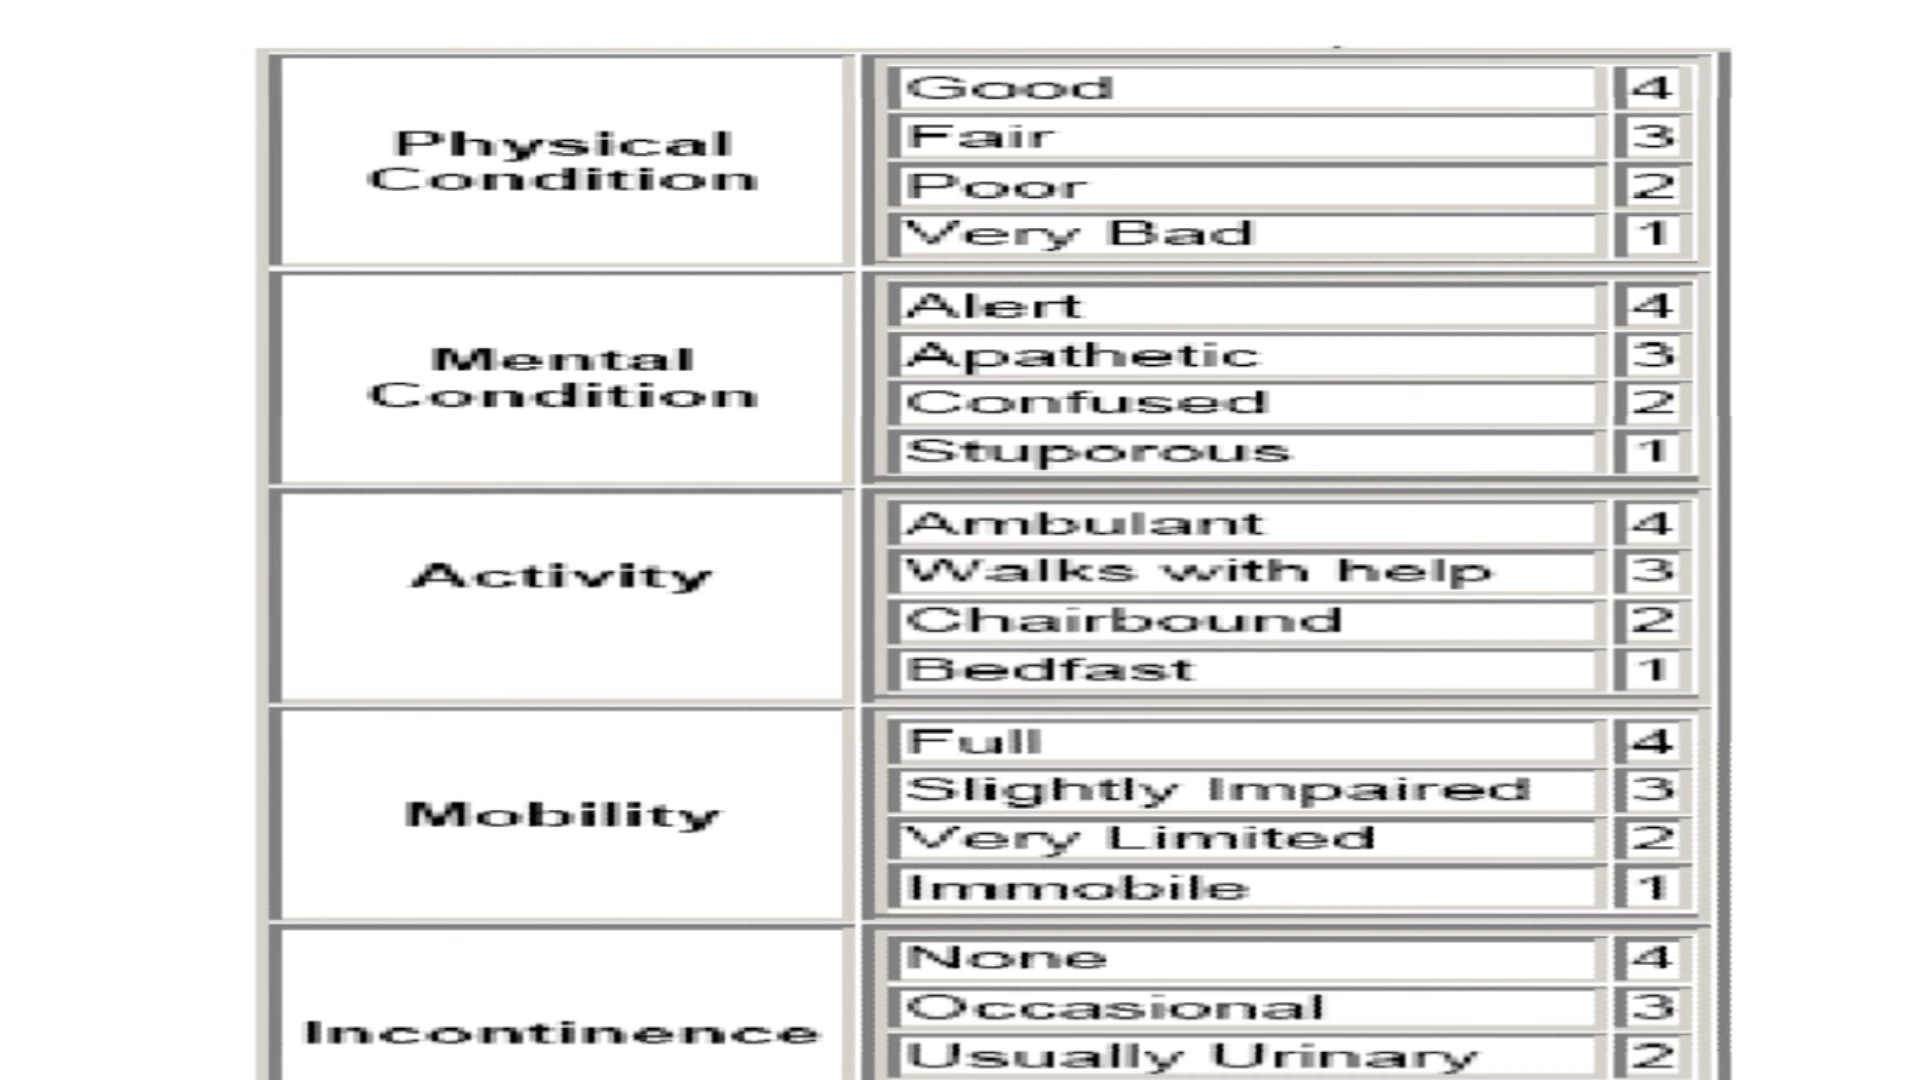 Physical
Condition
Good 4
Fair 3
Poor 2
Very Bad 1
Mental
Condition
Alert 4
Apathetic 3
Confused 2
Stuporous 1
Activity
Ambulant 4
Walks with help 3
Chairbound 2
Bedfast 1
Mobility
Full 4
Slightly Impaired 3
Very Limited 2
Immobile 1
Incontinence
None 4
Occasional 3
Usually Urinary 2